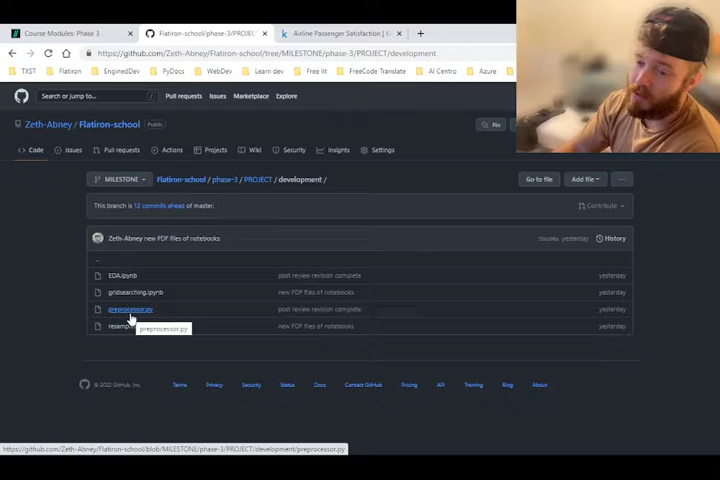 Course Modules: Phase 3
Flatiron-school/phase-3/PROJEC
Airline Passenger Satisfaction |
https://github.com/Zeth-Abney/Flatiron-school/tree/MILESTONE/phase-3/PROJECT/development
TXST
Flatiron
EnginedDev
PyDocs
WebDev
Learn dev
Free lit
FreeCode Translate
AI Centro
Azure
Search or jump to...
/
Pull requests
Issues
Marketplace
Explore
Zeth-Abney / Flatiron-school
Public
Pin
Code
Issues
Pull requests
Actions
Projects
Wiki
Security
Insights
Settings
MILESTONE
Flatiron-school / phase-3 / PROJECT / development /
Go to file
Add file
...
This branch is 12 commits ahead of master.
Contribute
Zeth-Abney new PDF files of notebooks
yesterday
History
..
EDA.ipynb
post review revision complete
yesterday
gridsearching.ipynb
new PDF files of notebooks
yesterday
preprocessor.py
post review revision complete
yesterday
resamp
new PDF files of notebooks
yesterday
preprocessor.py
© 2022 GitHub, Inc.
Terms
Privacy
Security
Status
Docs
Contact GitHub
Pricing
API
Training
Blog
About
https://github.com/Zeth-Abney/Flatiron-school/blob/MILESTONE/phase-3/PROJECT/development/preprocessor.py